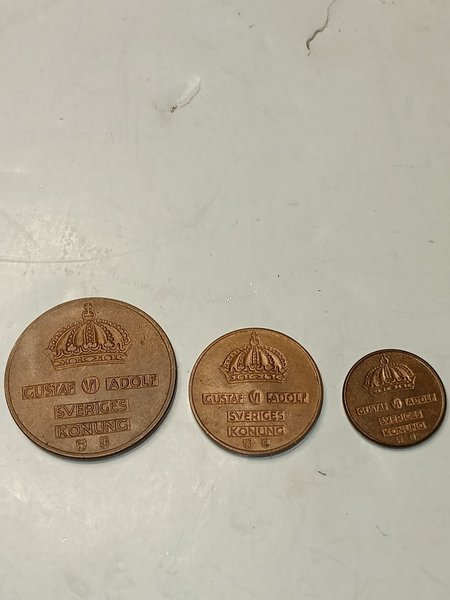 GUSTAF VI ADOLF
SVERIGES
KONUNG
GUSTAF VI ADOLF
SVERIGES
KONUNG
GUSTAF VI ADOLF
SVERIGES
KONUNG